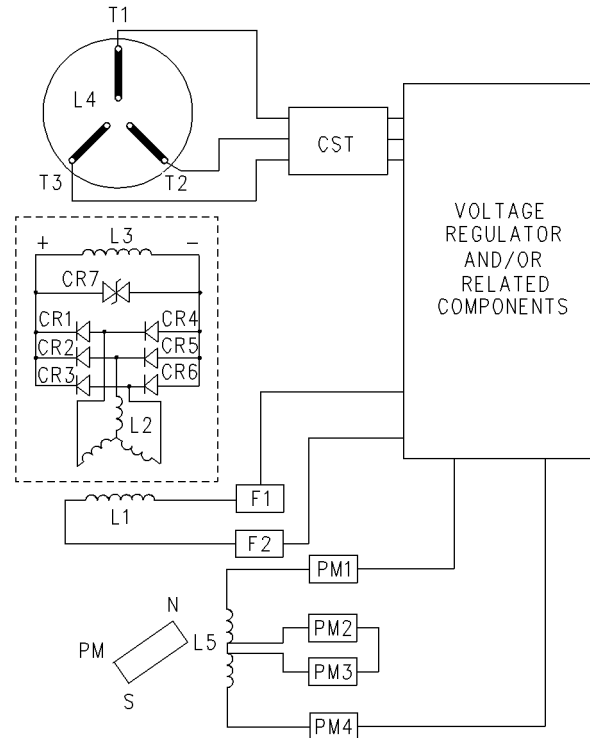 T1
L4
T3
T2
CST
VOLTAGE
REGULATOR
AND/OR
RELATED
COMPONENTS
+ L3 −
CR7
CR1 CR4
CR2 CR5
CR3 CR6
L2
L1
F1
F2
PM1
N
PM2
PM L5
PM3
S
PM4